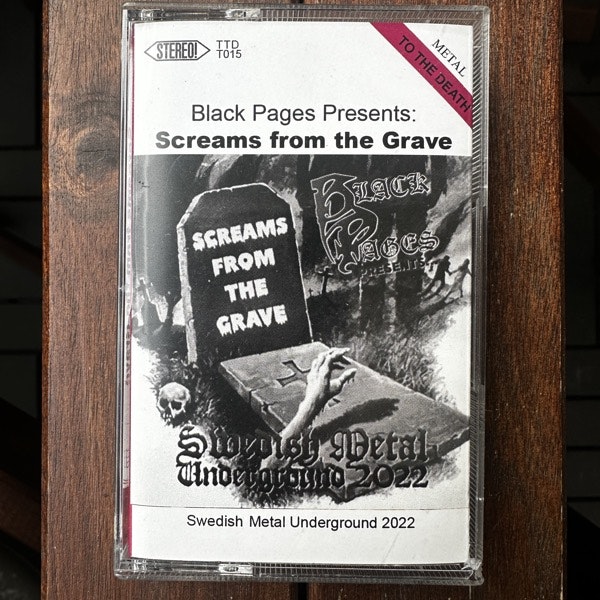 STEREO!
TTD
T015
METAL
TO THE DEATH
Black Pages Presents:
Screams from the Grave
BLACK
PAGES
PRESENTS
SCREAMS
FROM
THE
GRAVE
Swedish Metal
Underground 2022
Swedish Metal Underground 2022